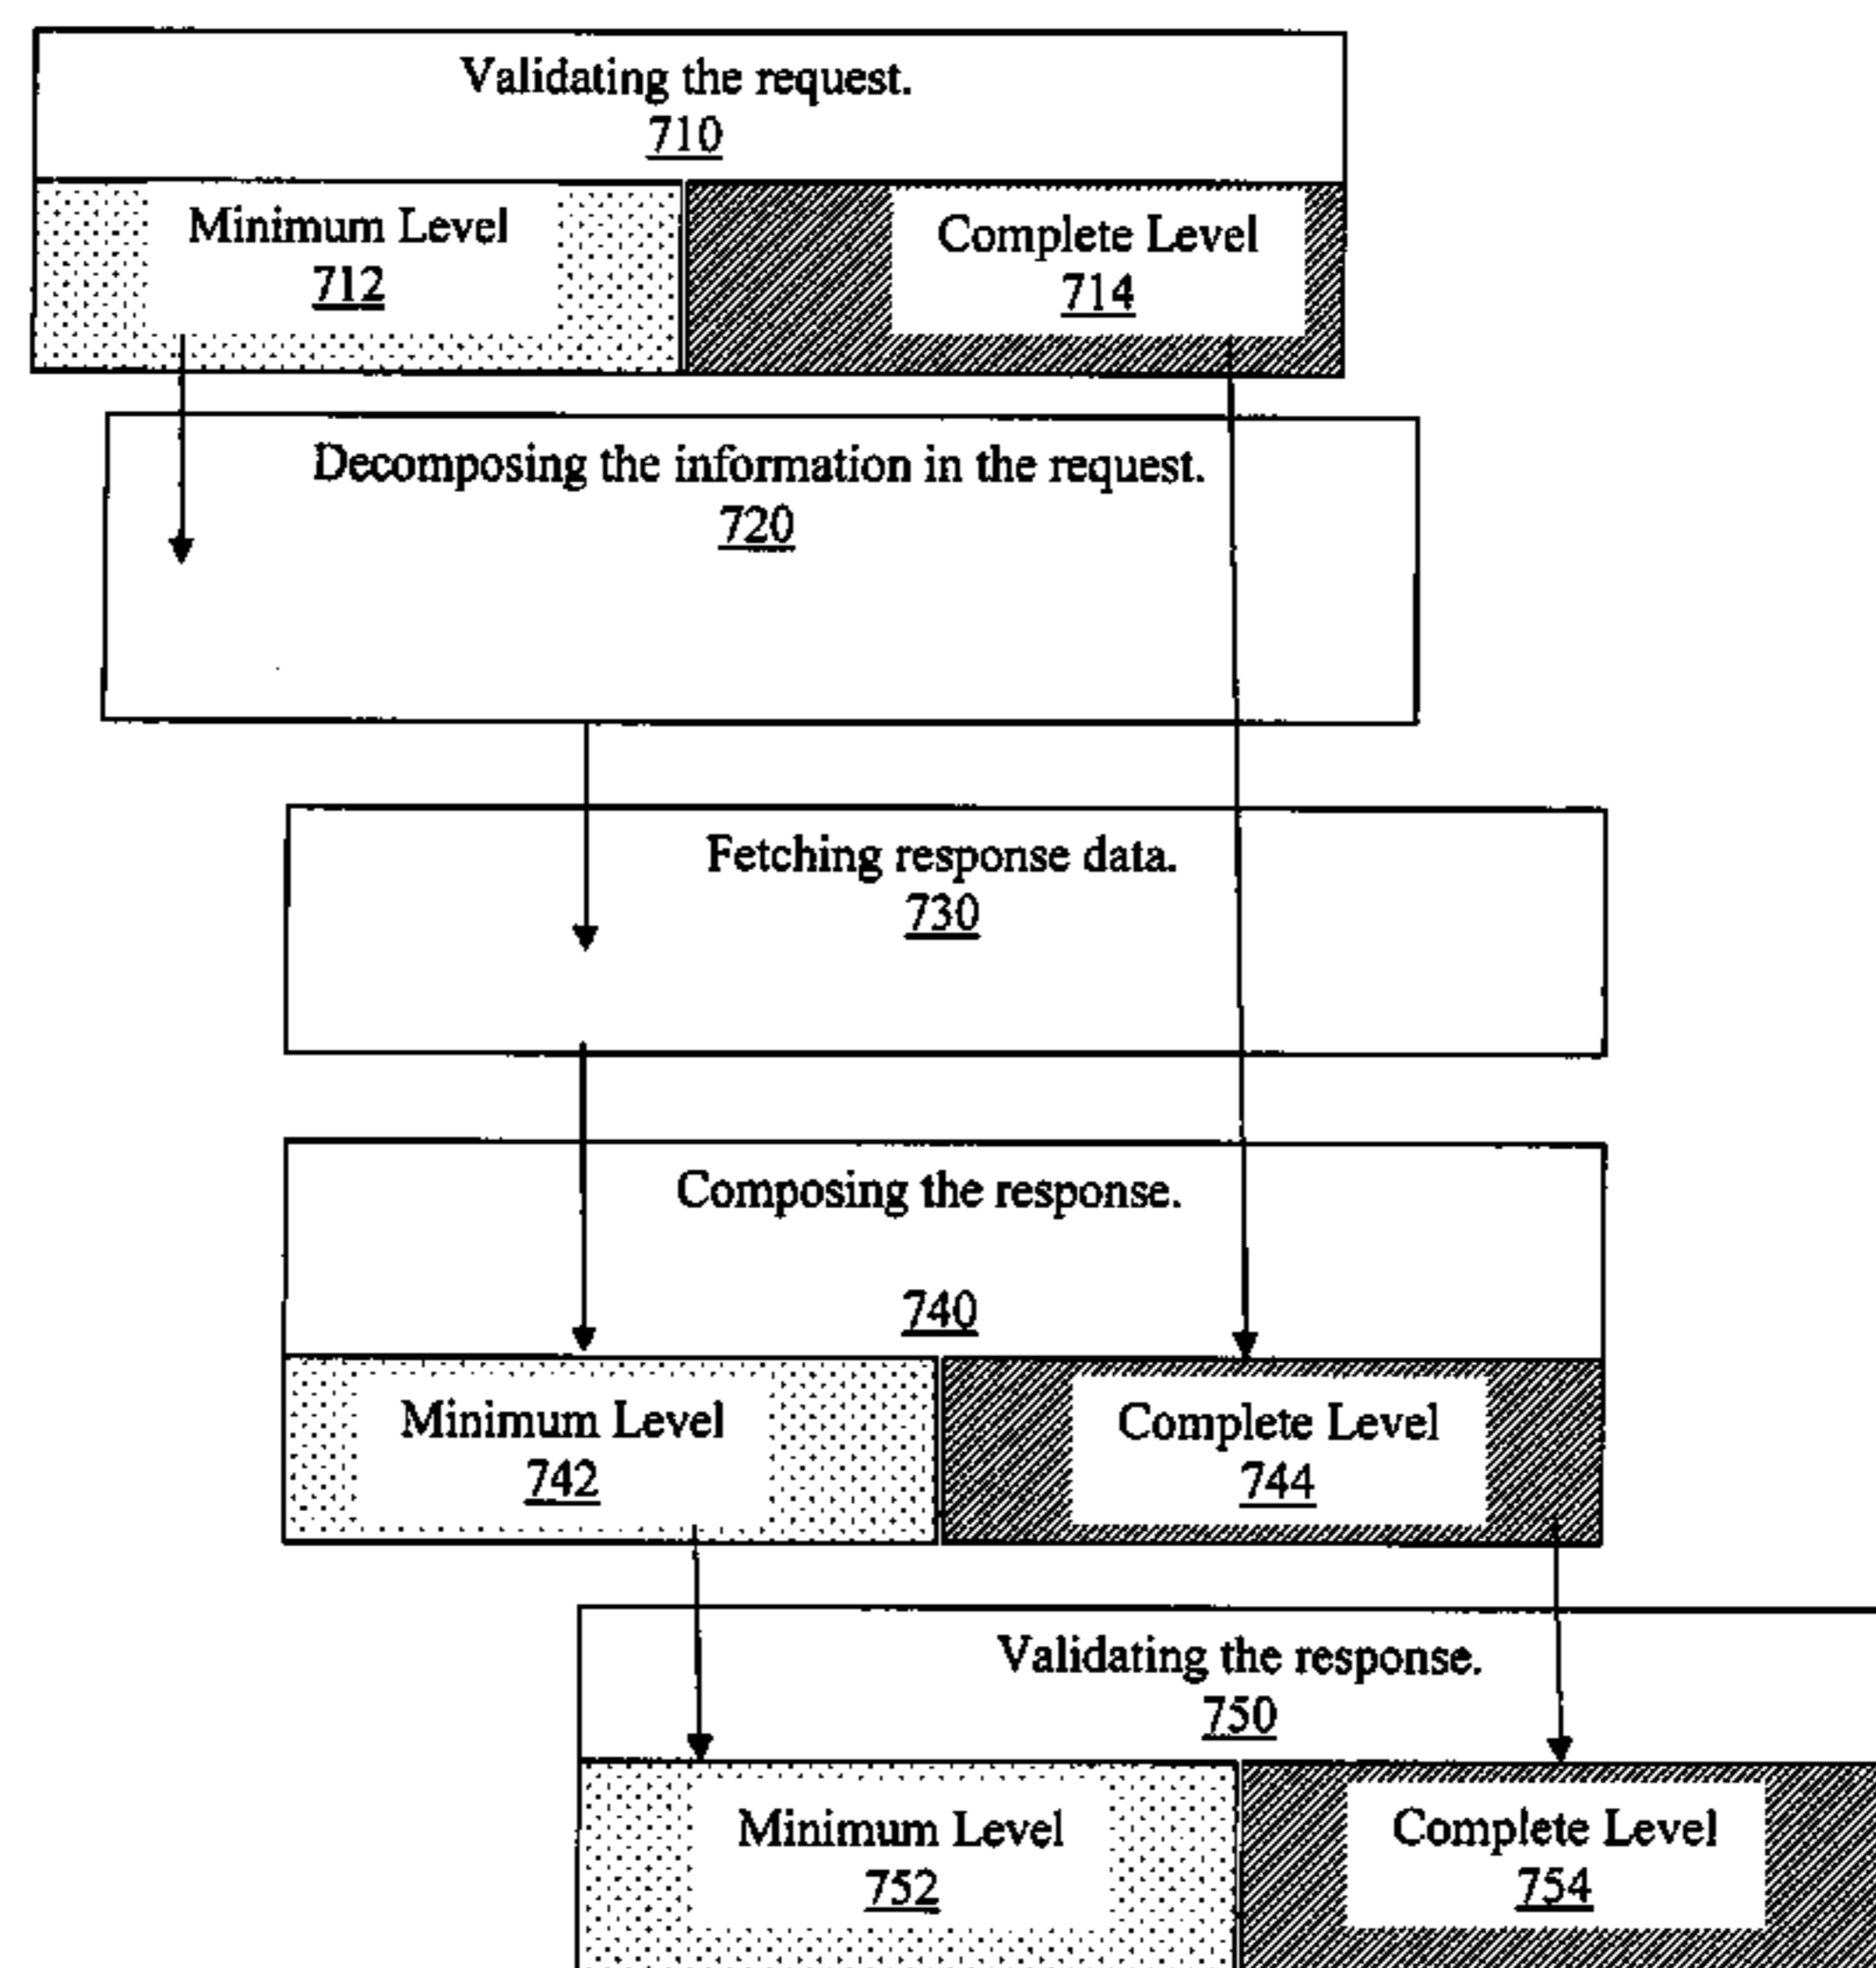 Validating the request.
710
Minimum Level
712
Complete Level
714
Decomposing the information in the request.
720
Fetching response data.
730
Composing the response.
740
Minimum Level
742
Complete Level
744
Validating the response.
750
Minimum Level
752
Complete Level
754